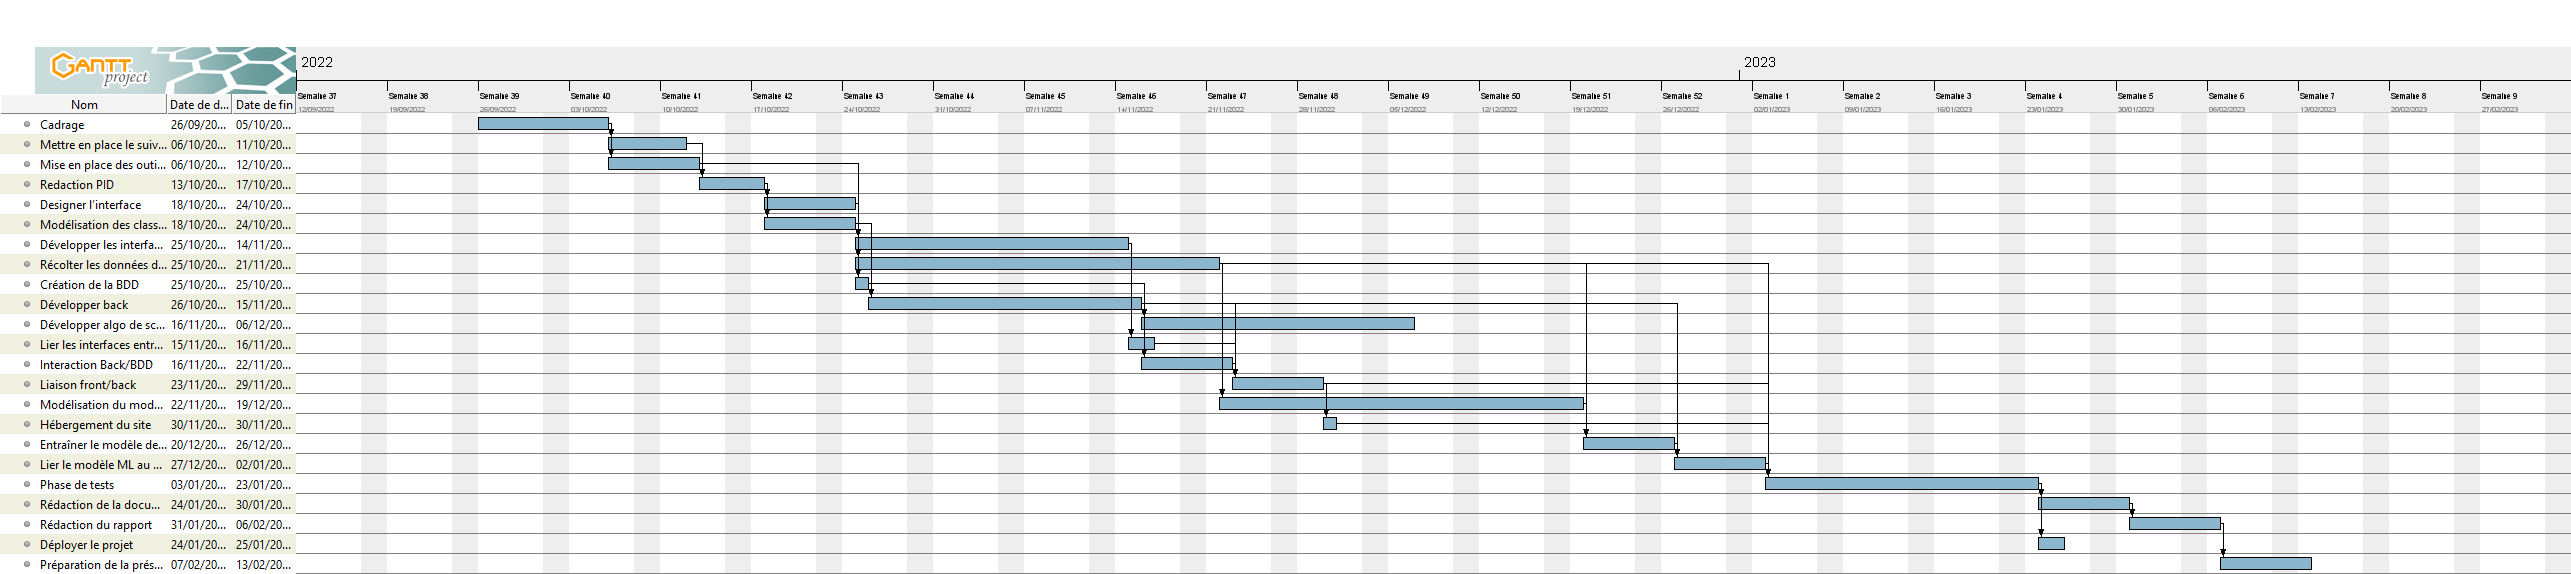 GANTT
project
2022
2023
Semaine 37 Semaine 38 Semaine 39 Semaine 40 Semaine 41 Semaine 42 Semaine 43 Semaine 44 Semaine 45 Semaine 46 Semaine 47 Semaine 48 Semaine 49 Semaine 50 Semaine 51 Semaine 52 Semaine 1 Semaine 2 Semaine 3 Semaine 4 Semaine 5 Semaine 6 Semaine 7 Semaine 8 Semaine 9
Nom Date de d... Date de fin
12/09/2022 19/09/2022 26/09/2022 03/10/2022 10/10/2022 17/10/2022 24/10/2022 31/10/2022 07/11/2022 14/11/2022 21/11/2022 28/11/2022 05/12/2022 12/12/2022 19/12/2022 26/12/2022 02/01/2023 09/01/2023 16/01/2023 23/01/2023 30/01/2023 06/02/2023 13/02/2023 20/02/2023 27/02/2023
Cadrage 26/09/20... 05/10/20...
Mettre en place le suiv... 06/10/20... 11/10/20...
Mise en place des outi... 06/10/20... 12/10/20...
Redaction PID 13/10/20... 17/10/20...
Designer l'interface 18/10/20... 24/10/20...
Modélisation des class... 18/10/20... 24/10/20...
Développer les interfa... 25/10/20... 14/11/20...
Récolter les données d... 25/10/20... 21/11/20...
Création de la BDD 25/10/20... 25/10/20...
Développer back 26/10/20... 15/11/20...
Développer algo de sc... 16/11/20... 06/12/20...
Lier les interfaces entr... 15/11/20... 16/11/20...
Interaction Back/BDD 16/11/20... 22/11/20...
Liaison front/back 23/11/20... 29/11/20...
Modélisation du mod... 22/11/20... 19/12/20...
Hébergement du site 30/11/20... 30/11/20...
Entraîner le modèle de... 20/12/20... 26/12/20...
Lier le modèle ML au ... 27/12/20... 02/01/20...
Phase de tests 03/01/20... 23/01/20...
Rédaction de la docu... 24/01/20... 30/01/20...
Rédaction du rapport 31/01/20... 06/02/20...
Déployer le projet 24/01/20... 25/01/20...
Préparation de la prés... 07/02/20... 13/02/20...